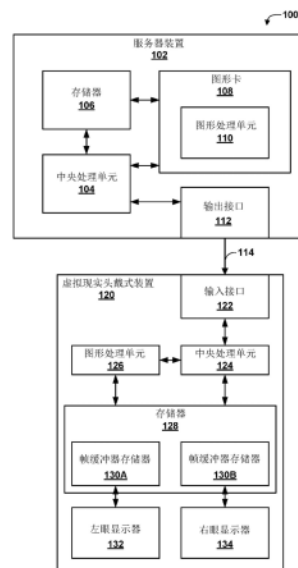 100
服务器装置
102
存储器
106
图形卡
108
图形处理单元
110
中央处理单元
104
输出接口
112
114
虚拟现实头戴式装置
120
输入接口
122
图形处理单元
126
中央处理单元
124
存储器
128
帧缓冲器存储器
130A
帧缓冲器存储器
130B
左眼显示器
132
右眼显示器
134